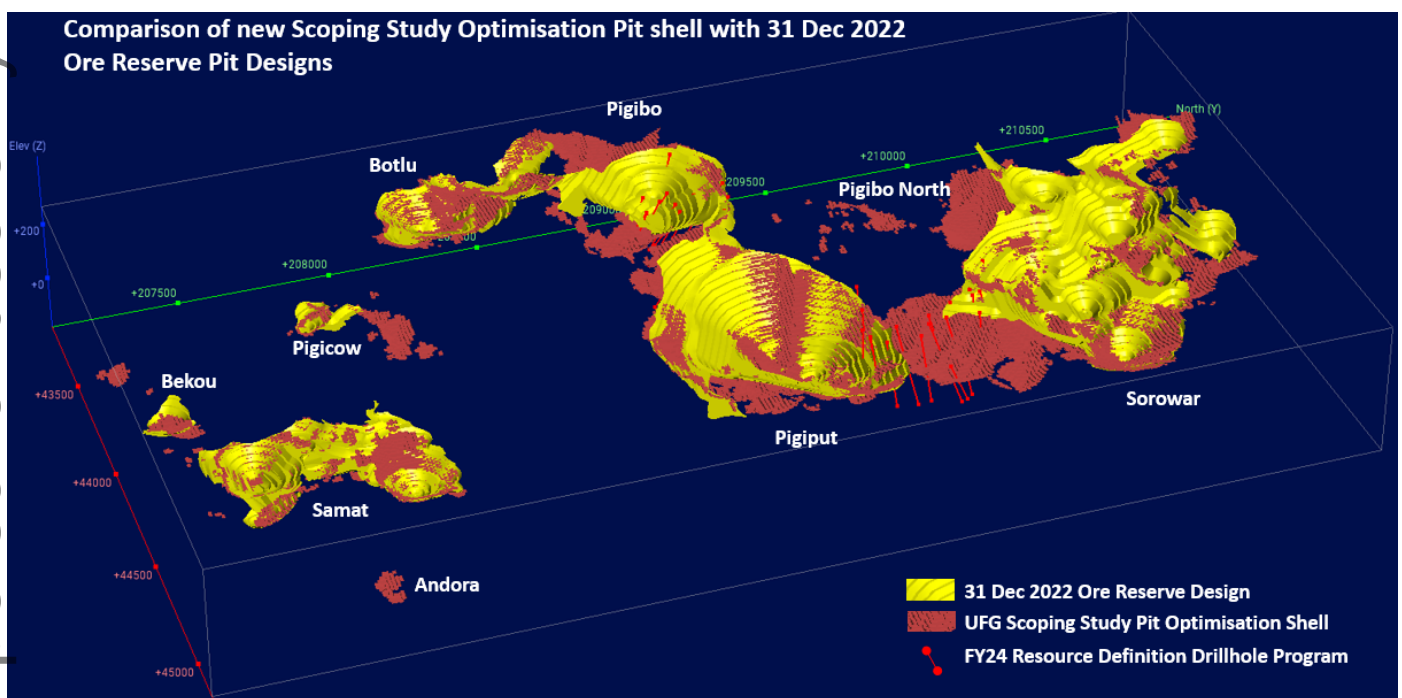 Comparison of new Scoping Study Optimisation Pit shell with 31 Dec 2022
Ore Reserve Pit Designs
Pigibo
North (Y)
+210500
Elev (Z)
Botlu
+210000
209500
Pigibo North
+200
+208000
+0
+207500
Pigicow
Bekou
+43500
Sorowar
Pigiput
+44000
Samat
+44500
Andora
31 Dec 2022 Ore Reserve Design
UFG Scoping Study Pit Optimisation Shell
FY24 Resource Definition Drillhole Program
+45000